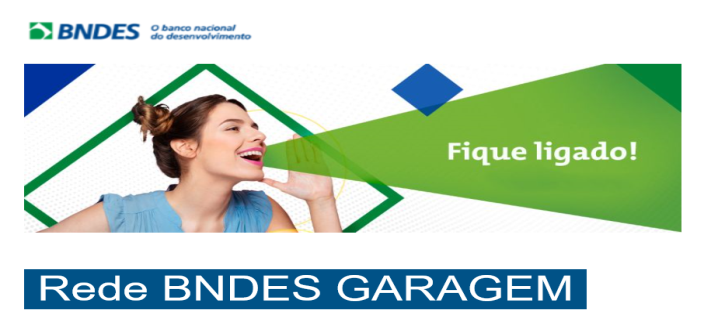 BNDES
O banco nacional
do desenvolvimento
Fique ligado!
Rede BNDES GARAGEM